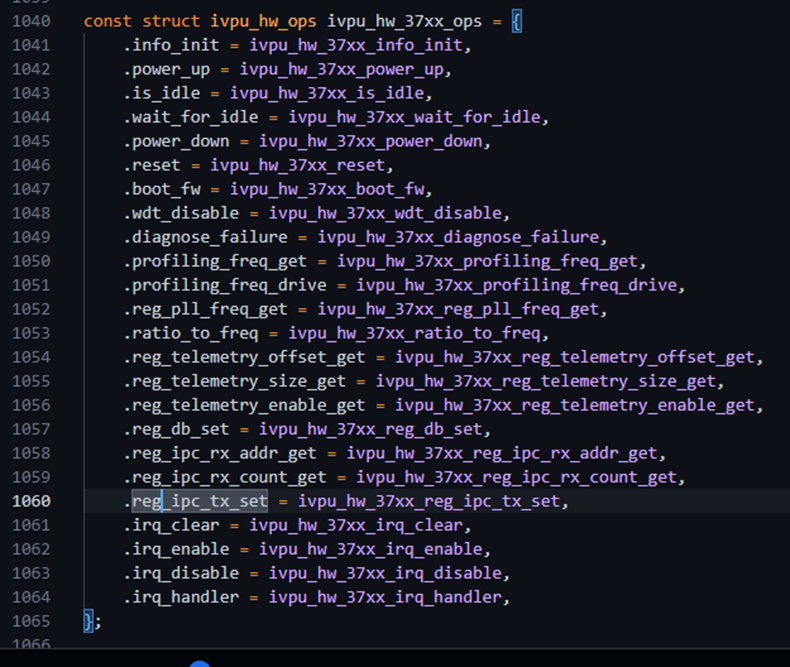 1040 const struct ivpu_hw_ops ivpu_hw_37xx_ops = {
1041 .info_init = ivpu_hw_37xx_info_init,
1042 .power_up = ivpu_hw_37xx_power_up,
1043 .is_idle = ivpu_hw_37xx_is_idle,
1044 .wait_for_idle = ivpu_hw_37xx_wait_for_idle,
1045 .power_down = ivpu_hw_37xx_power_down,
1046 .reset = ivpu_hw_37xx_reset,
1047 .boot_fw = ivpu_hw_37xx_boot_fw,
1048 .wdt_disable = ivpu_hw_37xx_wdt_disable,
1049 .diagnose_failure = ivpu_hw_37xx_diagnose_failure,
1050 .profiling_freq_get = ivpu_hw_37xx_profiling_freq_get,
1051 .profiling_freq_drive = ivpu_hw_37xx_profiling_freq_drive,
1052 .reg_pll_freq_get = ivpu_hw_37xx_reg_pll_freq_get,
1053 .ratio_to_freq = ivpu_hw_37xx_ratio_to_freq,
1054 .reg_telemetry_offset_get = ivpu_hw_37xx_reg_telemetry_offset_get,
1055 .reg_telemetry_size_get = ivpu_hw_37xx_reg_telemetry_size_get,
1056 .reg_telemetry_enable_get = ivpu_hw_37xx_reg_telemetry_enable_get,
1057 .reg_db_set = ivpu_hw_37xx_reg_db_set,
1058 .reg_ipc_rx_addr_get = ivpu_hw_37xx_reg_ipc_rx_addr_get,
1059 .reg_ipc_rx_count_get = ivpu_hw_37xx_reg_ipc_rx_count_get,
1060 .reg_ipc_tx_set = ivpu_hw_37xx_reg_ipc_tx_set,
1061 .irq_clear = ivpu_hw_37xx_irq_clear,
1062 .irq_enable = ivpu_hw_37xx_irq_enable,
1063 .irq_disable = ivpu_hw_37xx_irq_disable,
1064 .irq_handler = ivpu_hw_37xx_irq_handler,
1065 };
1066